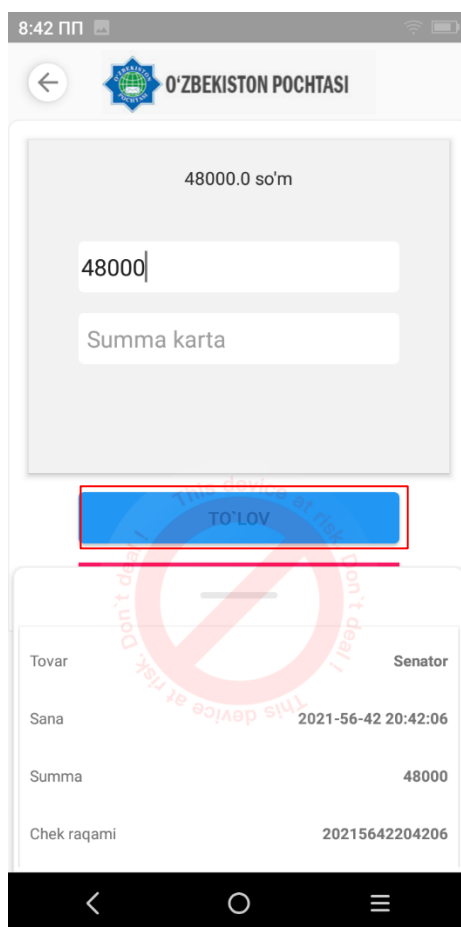 8:42 ПП
O'ZBEKISTON POCHTASI
48000.0 so'm
48000
Summa karta
TO`LOV
This device at risk. Don`t deal !
This device at risk. Don`t deal !
Tovar Senator
Sana 2021-56-42 20:42:06
Summa 48000
Chek raqami 20215642204206